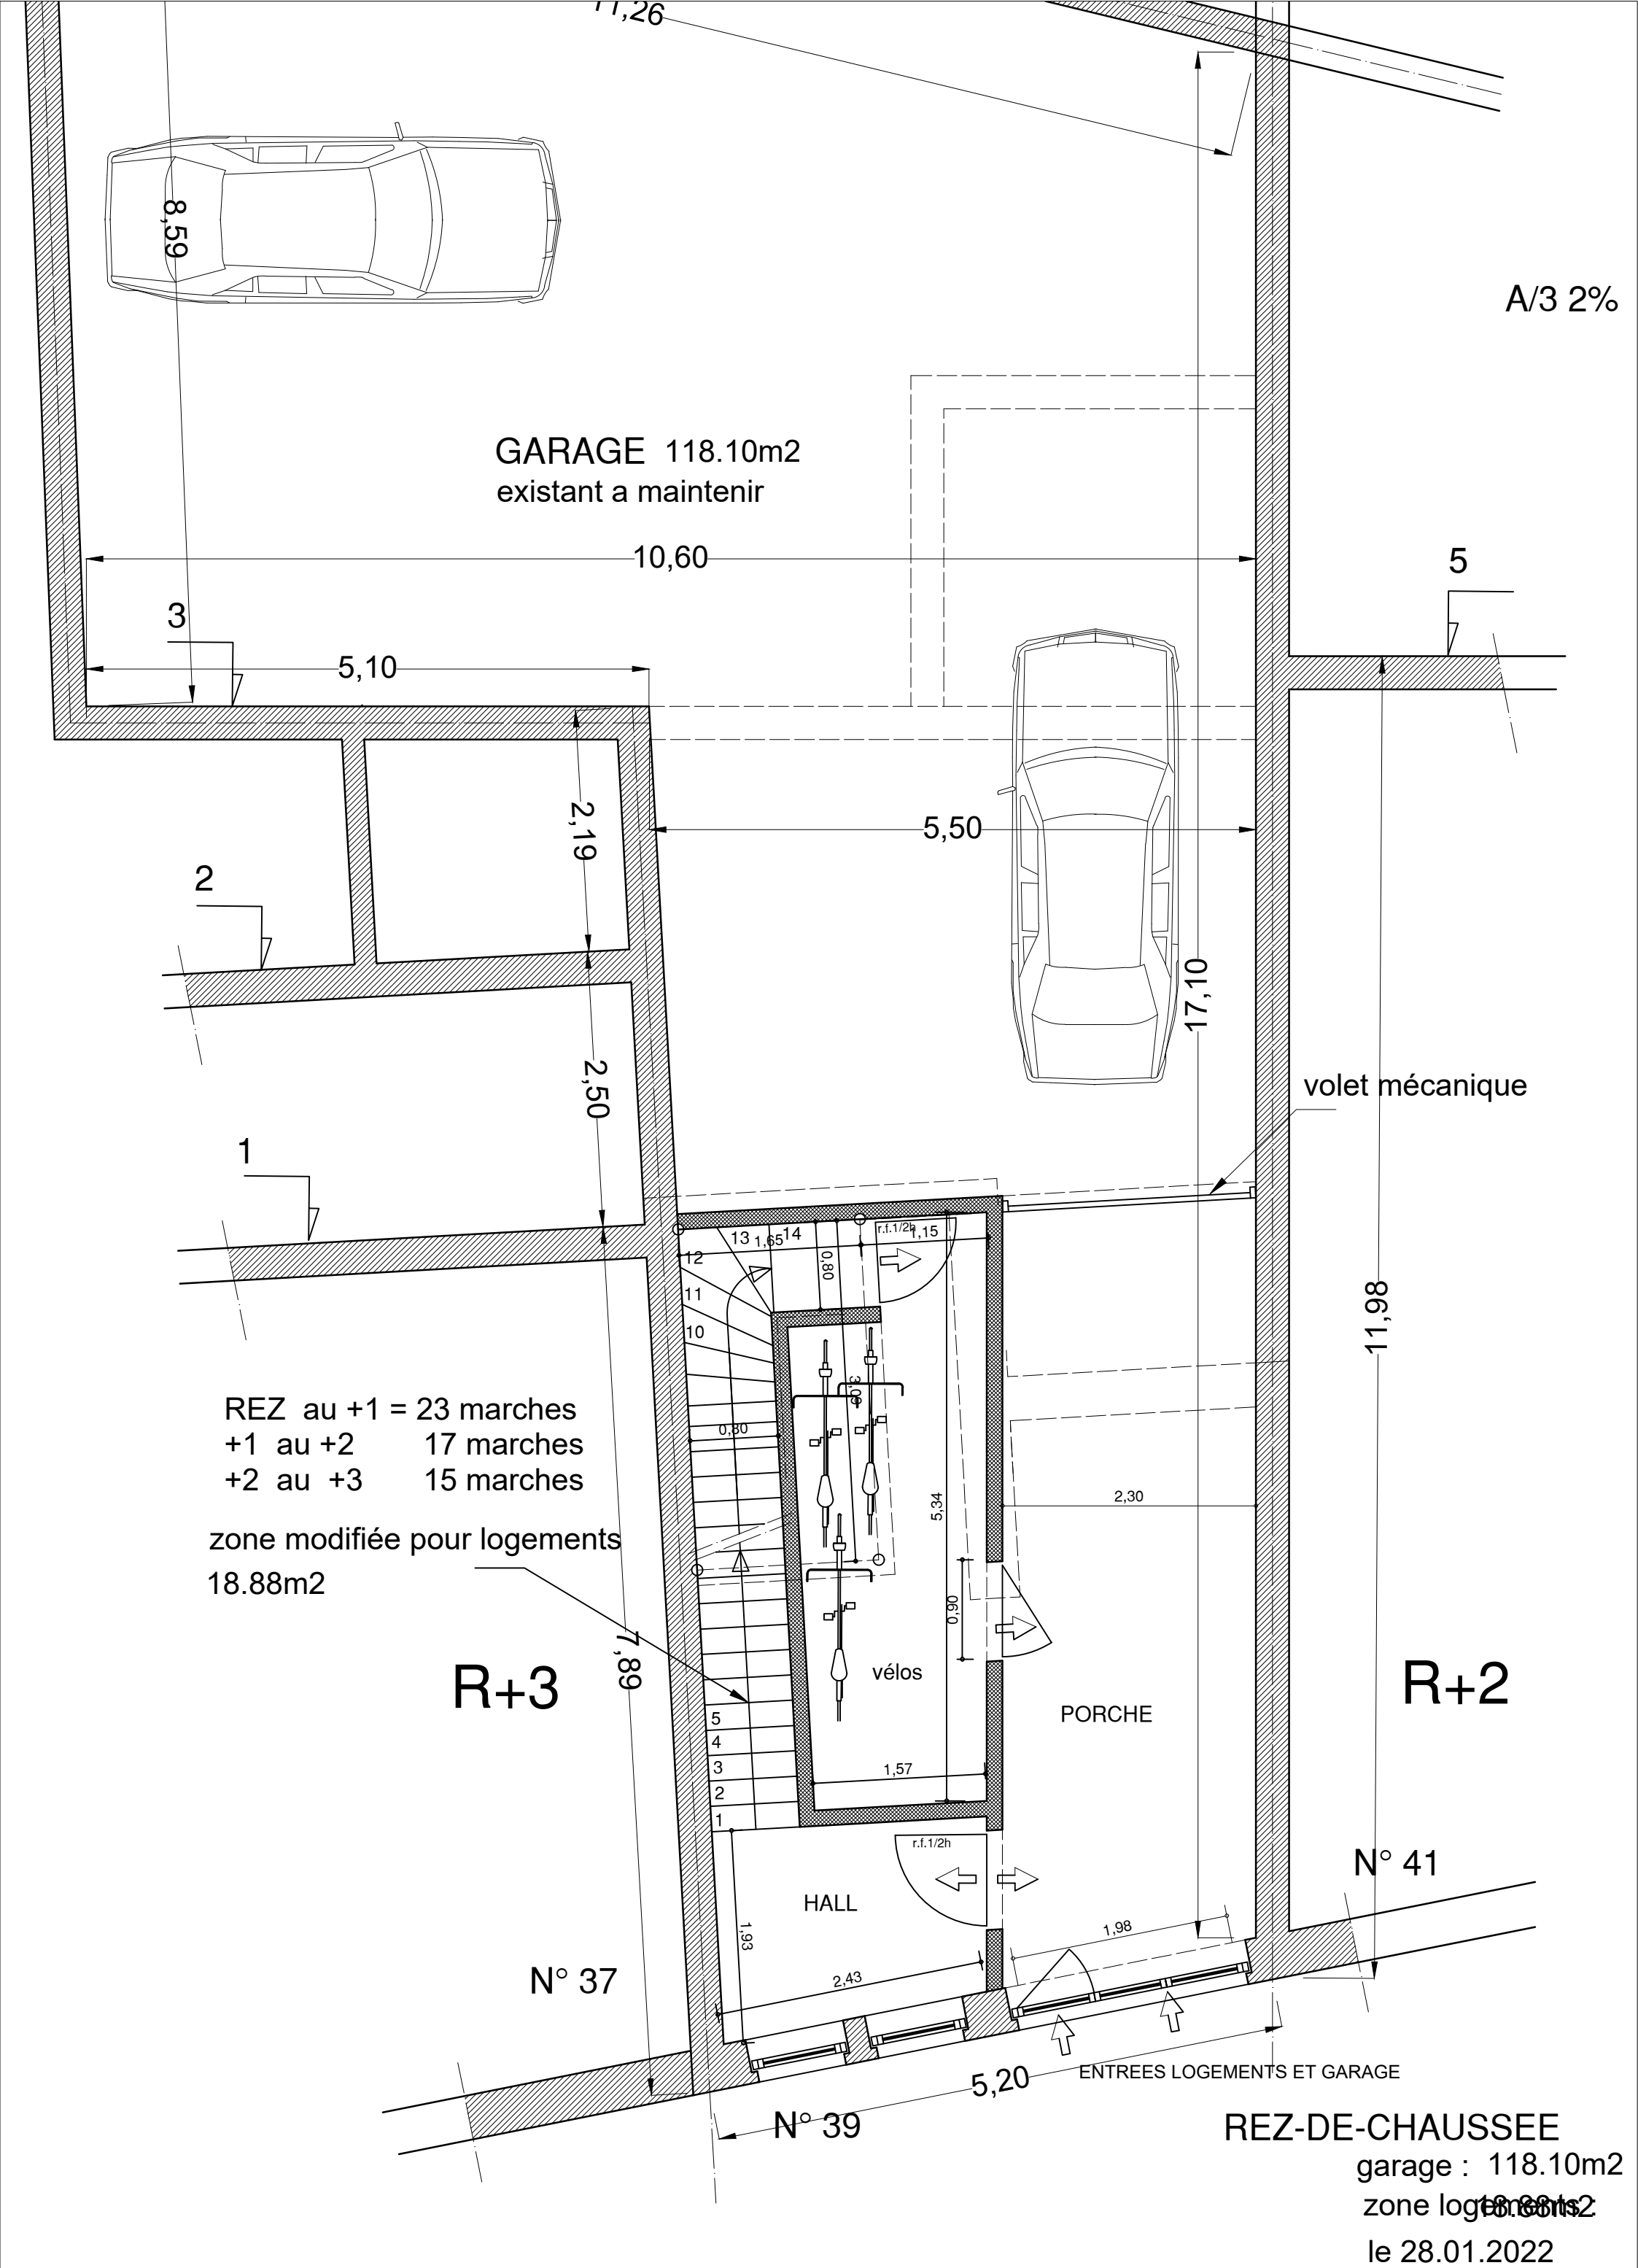 11,26
8,59
A/3 2%
GARAGE 118.10m2
existant a maintenir
10,60
5
3
5,10
2,19
5,50
2
17,10
2,50
volet mécanique
1
13
1,65
14
r.f.1/2h
1,15
12
0,80
11
10
11,98
3,09
REZ au +1 = 23 marches
+1 au +2 17 marches
+2 au +3 15 marches
0,80
5,34
2,30
zone modifiée pour logements
18.88m2
0,90
7,89
R+3
vélos
R+2
PORCHE
5
4
3
2
1
1,57
r.f.1/2h
N° 41
HALL
1,93
1,98
2,43
N° 37
ENTREES LOGEMENTS ET GARAGE
5,20
N° 39
REZ-DE-CHAUSSEE
garage : 118.10m2
zone logements : 18.88m2
le 28.01.2022